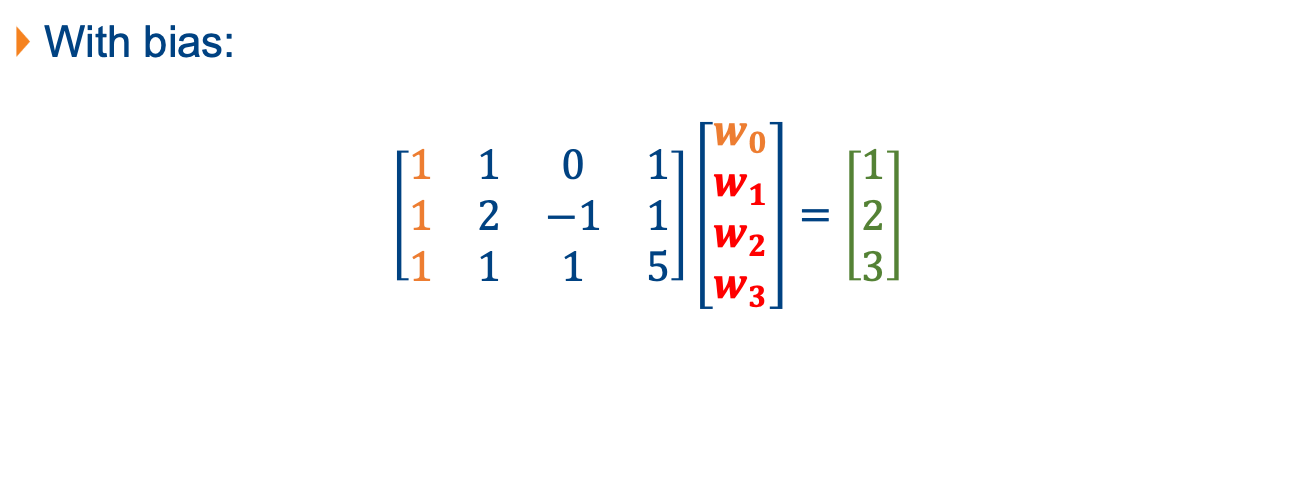 With bias:
[1 1 0 1] [w₀] [1]
[1 2 −1 1] [w₁] = [2]
[1 1 1 5] [w₂] [3]
[w₃]